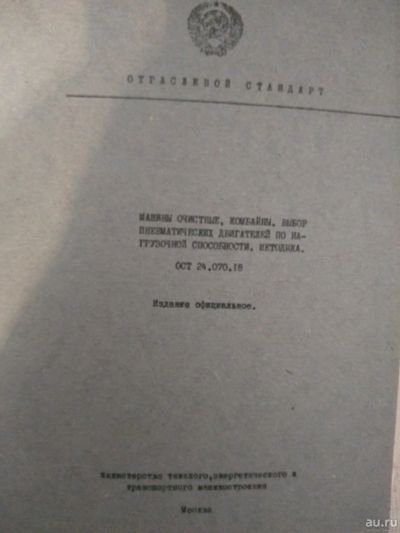 ОТРАСЛЕВОЙ СТАНДАРТ
МАШИНЫ ОЧИСТНЫЕ, КОМБАЙНЫ. ВЫБОР
ПНЕВМАТИЧЕСКИХ ДВИГАТЕЛЕЙ ПО НА-
ГРУЗОЧНОЙ СПОСОБНОСТИ, МЕТОДИКА.
ОСТ 24.070.18
Издание официальное.
Министерство тяжелого, энергетического и
транспортного машиностроения
Москва
au.ru